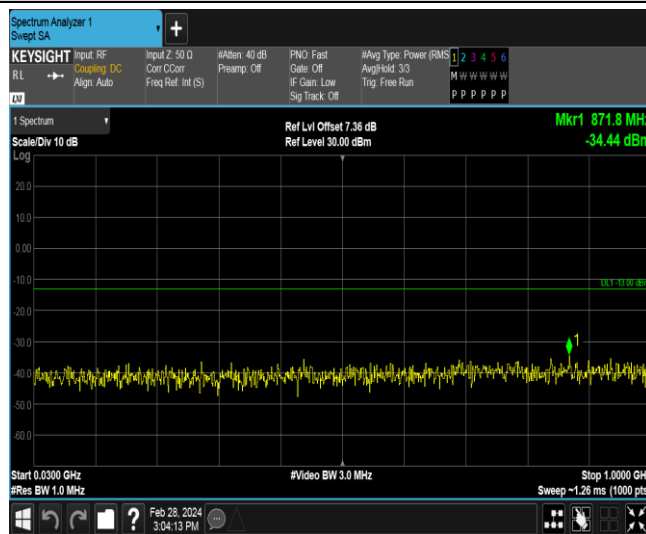 Spectrum Analyzer 1
Swept SA
+
KEYSIGHT
RL
LXI
Input: RF
Coupling: DC
Align: Auto
Input Z: 50 Ω
Corr CCorr
Freq Ref: Int (S)
#Atten: 40 dB
Preamp: Off
PNO: Fast
Gate: Off
IF Gain: Low
Sig Track: Off
#Avg Type: Power (RMS
Avg|Hold: 3/3
Trig: Free Run
1 2 3 4 5 6
M W W W W W
P P P P P P
1 Spectrum
Scale/Div 10 dB
Log
Ref Lvl Offset 7.36 dB
Ref Level 30.00 dBm
Mkr1 871.8 MHz
-34.44 dBm
20.0
10.0
0.00
-10.0
DL1 -13.00 dBm
-20.0
-30.0
1
-40.0
-50.0
-60.0
Start 0.0300 GHz
#Res BW 1.0 MHz
#Video BW 3.0 MHz
Stop 1.0000 GH
Sweep ~1.26 ms (1000 pts
?
Feb 28, 2024
3:04:13 PM